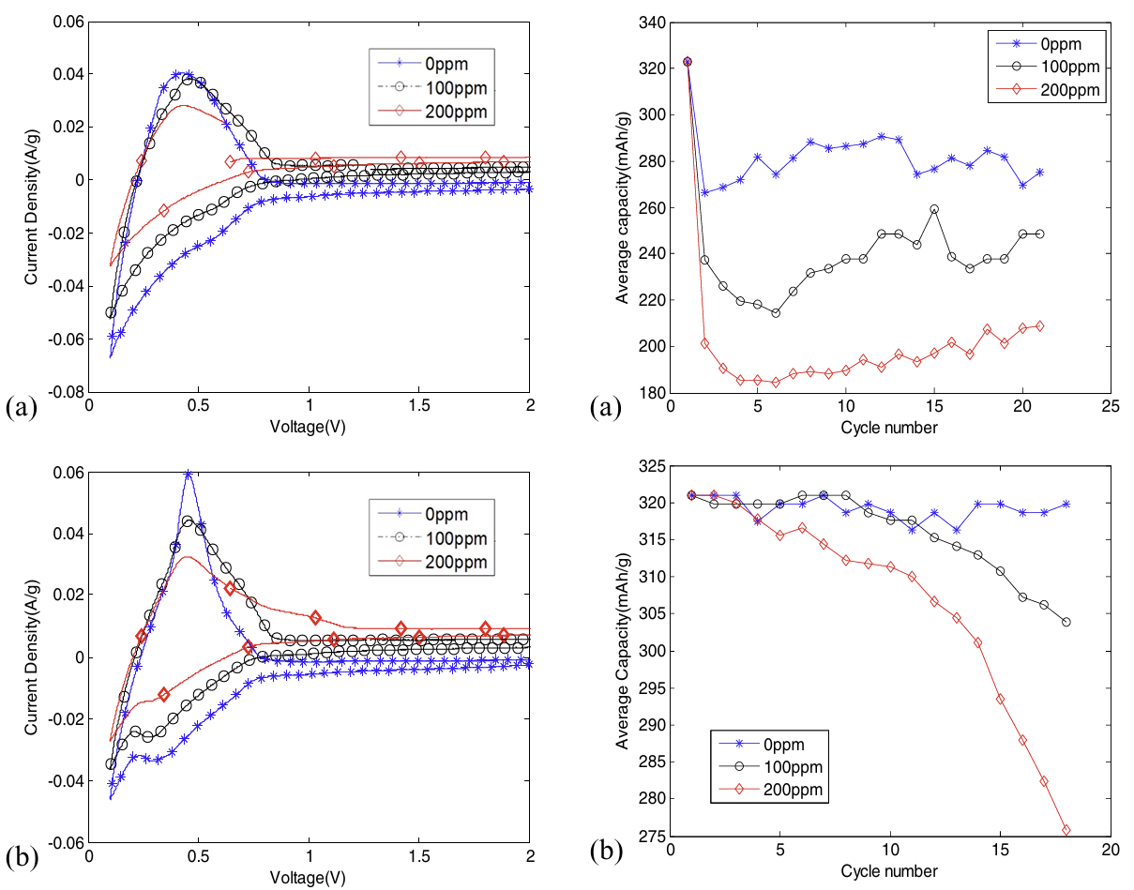 0.06
0.04
0.02
0
-0.02
-0.04
-0.06
-0.08
Current Density(A/g)
0ppm
100ppm
200ppm
0 0.5 1 1.5 2
Voltage(V)
(a)
340
320
300
280
260
240
220
200
180
Average capacity(mAh/g)
0ppm
100ppm
200ppm
0 5 10 15 20 25
Cycle number
(a)
0.06
0.04
0.02
0
-0.02
-0.04
-0.06
Current Density(A/g)
0ppm
100ppm
200ppm
0 0.5 1 1.5 2
Voltage(V)
(b)
325
320
315
310
305
300
295
290
285
280
275
Average Capacity(mAh/g)
0ppm
100ppm
200ppm
0 5 10 15 20
Cycle number
(b)